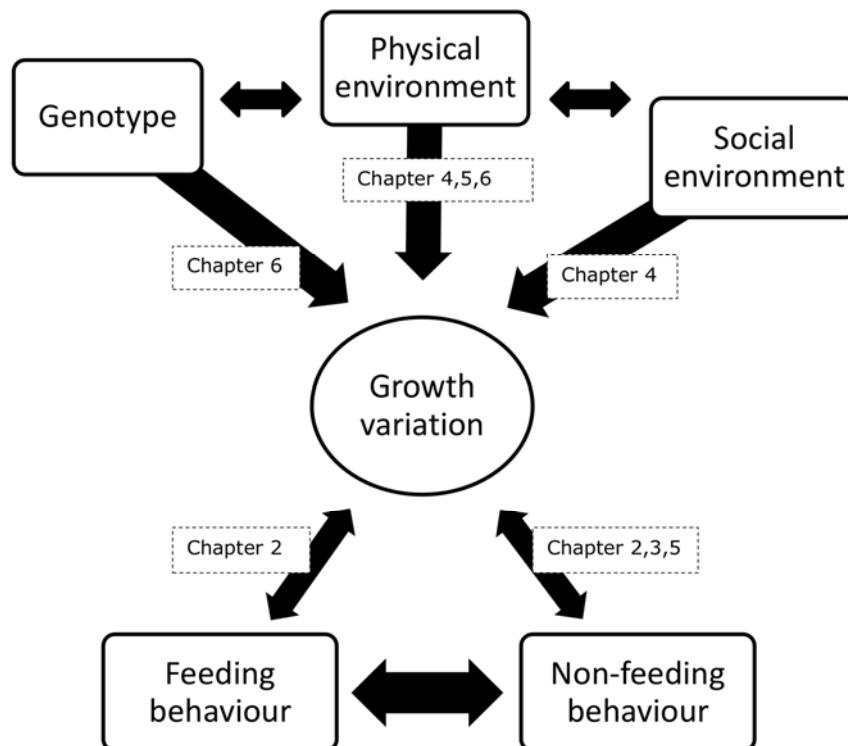 Physical
environment
Genotype
Social
environment
Chapter 4,5,6
Chapter 6
Chapter 4
Growth
variation
Chapter 2
Chapter 2,3,5
Feeding
behaviour
Non-feeding
behaviour